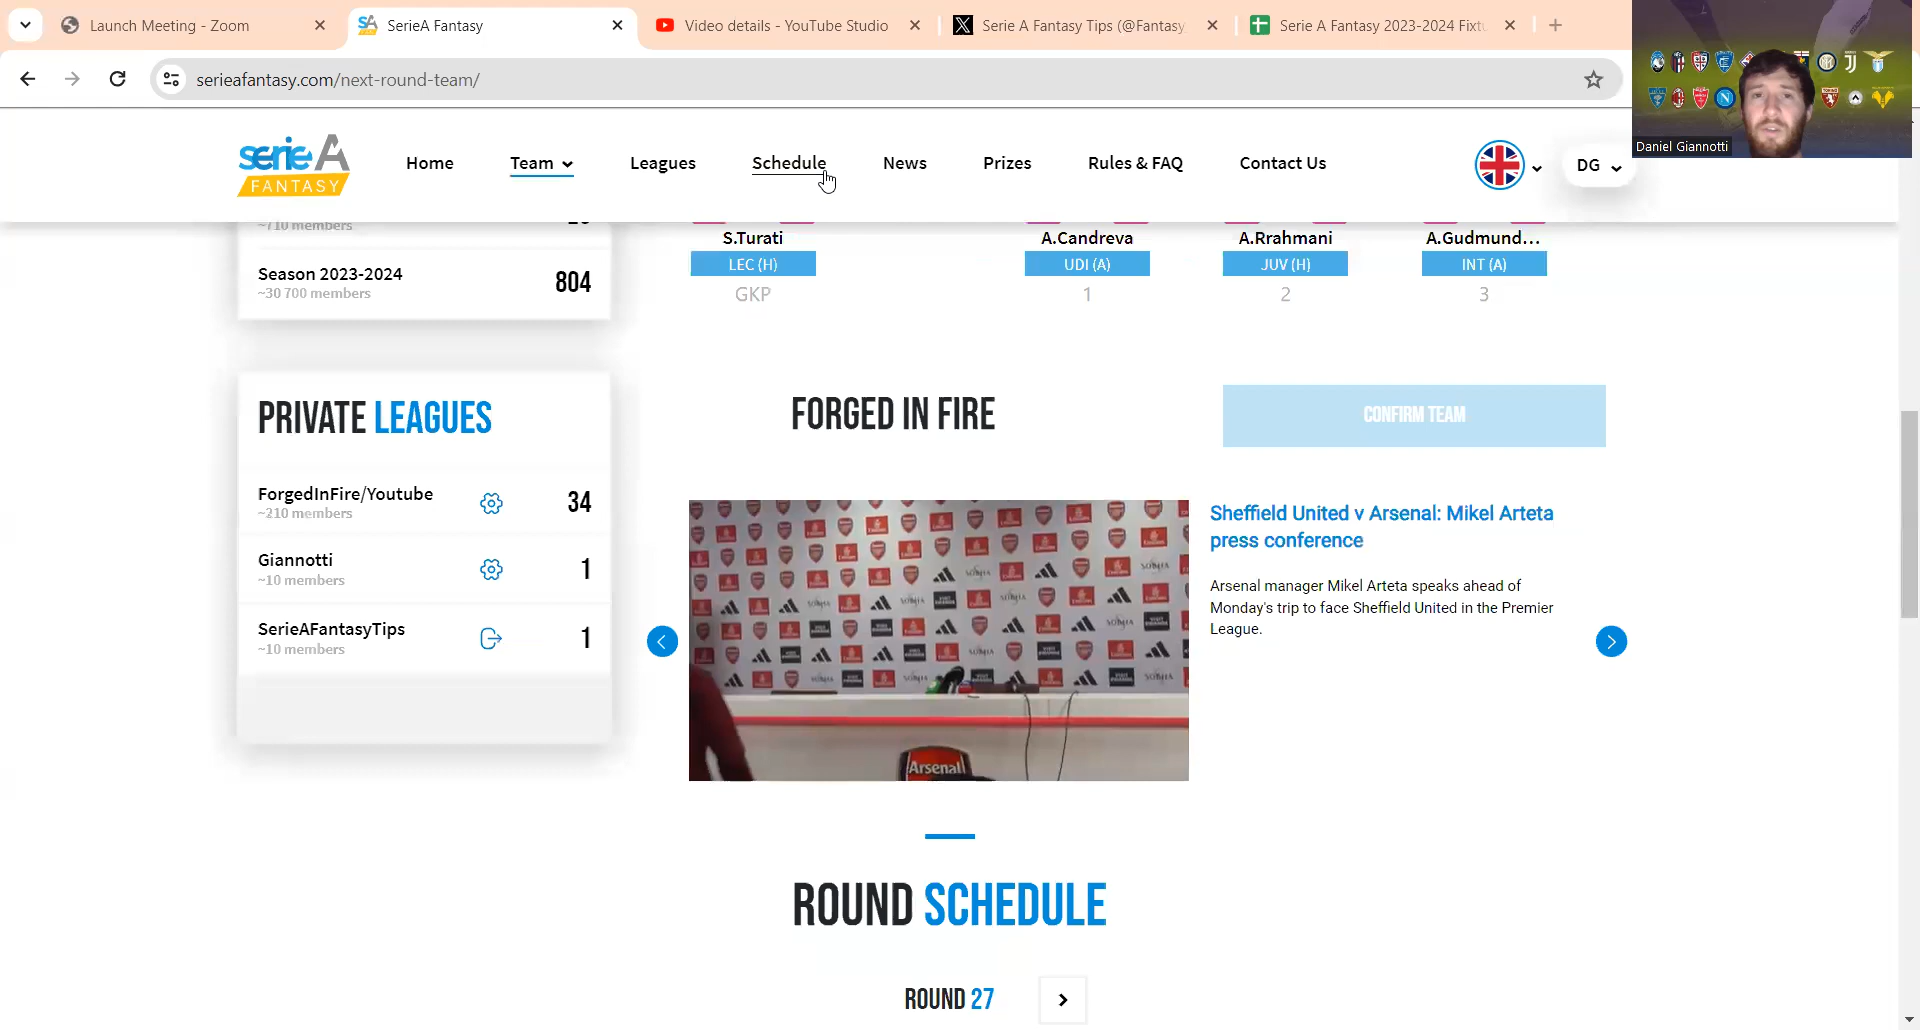 Launch Meeting - Zoom
SerieA Fantasy
Video details - YouTube Studio
Serie A Fantasy Tips (@Fantasy
Serie A Fantasy 2023-2024 Fixtu
serieafantasy.com/next-round-team/
serie A
FANTASY
Home
Team
Leagues
Schedule
News
Prizes
Rules & FAQ
Contact Us
DG
Daniel Giannotti
~710 members
Season 2023-2024
~30 700 members
804
S.Turati
LEC (H)
GKP
A.Candreva
UDI (A)
1
A.Rrahmani
JUV (H)
2
A.Gudmund...
INT (A)
3
PRIVATE LEAGUES
ForgedInFire/Youtube
~210 members
34
Giannotti
~10 members
1
SerieAFantasyTips
~10 members
1
FORGED IN FIRE
CONFIRM TEAM
Arsenal
Sheffield United v Arsenal: Mikel Arteta
press conference
Arsenal manager Mikel Arteta speaks ahead of
Monday's trip to face Sheffield United in the Premier
League.
ROUND SCHEDULE
ROUND 27